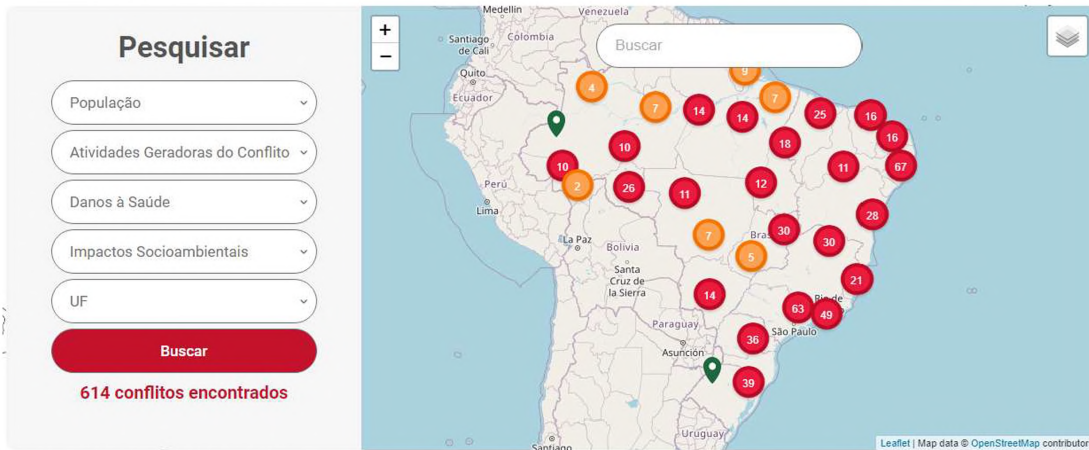 Pesquisar
População
Atividades Geradoras do Conflito
Danos à Saúde
Impactos Socioambientais
UF
Buscar
614 conflitos encontrados
+
−
Buscar
Medellín
Venezuela
Santiago
de Cali
Colombia
Quito
Ecuador
9
4
7
7
14
14
25
16
16
10
18
10
11
67
Perú
2
26
11
12
Lima
28
7
30
30
La Paz
Bolivia
5
Santa
Cruz de
la Sierra
21
14
63
49
Paraguay
São Paulo
36
Asunción
39
Uruguay
Santiago
Leaflet | Map data © OpenStreetMap contributor